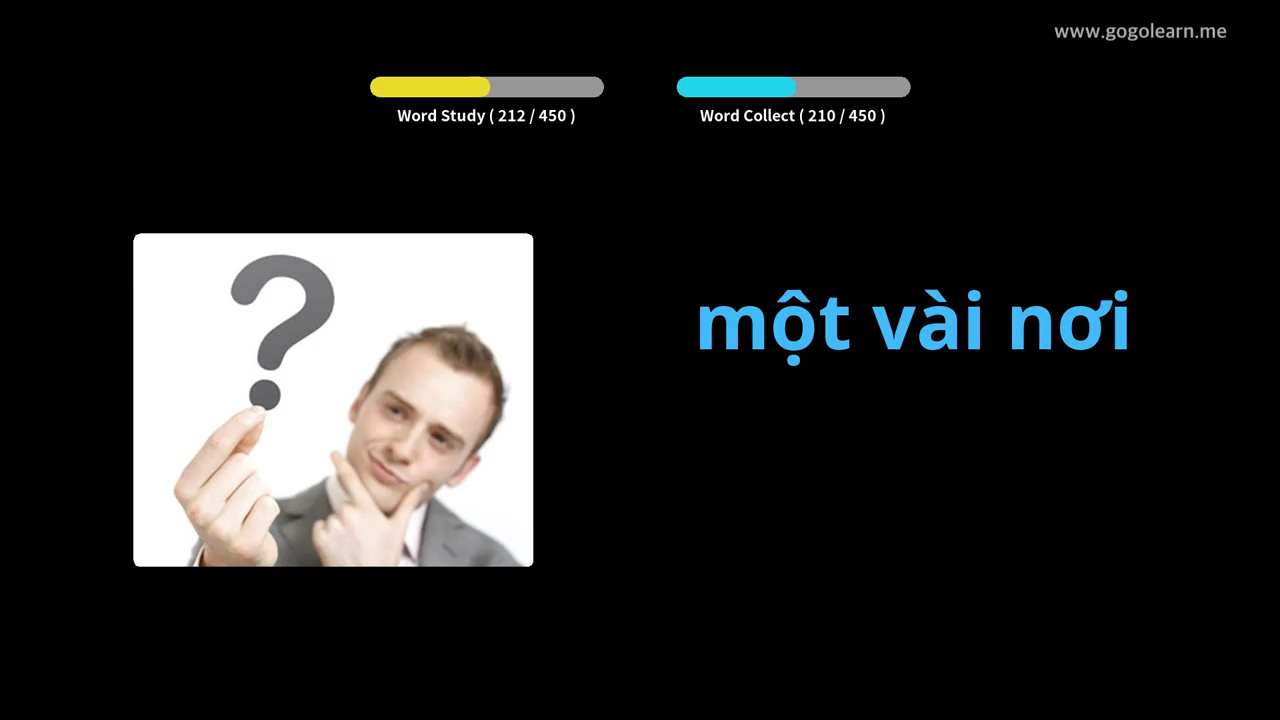 www.gogolearn.me
Word Study ( 212 / 450 )
Word Collect ( 210 / 450 )
một vài nơi
?